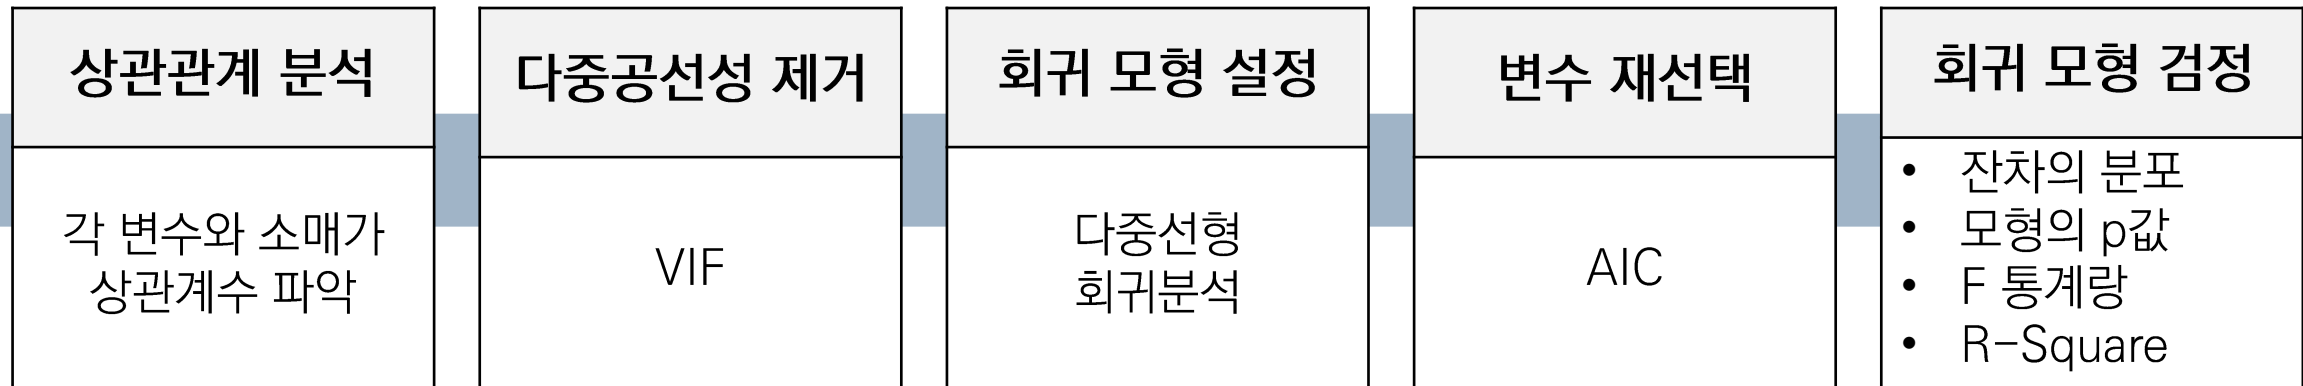 상관관계 분석
각 변수와 소매가
상관계수 파악
다중공선성 제거
VIF
회귀 모형 설정
다중선형
회귀분석
변수 재선택
AIC
회귀 모형 검정
• 잔차의 분포
• 모형의 p값
• F 통계랑
• R-Square